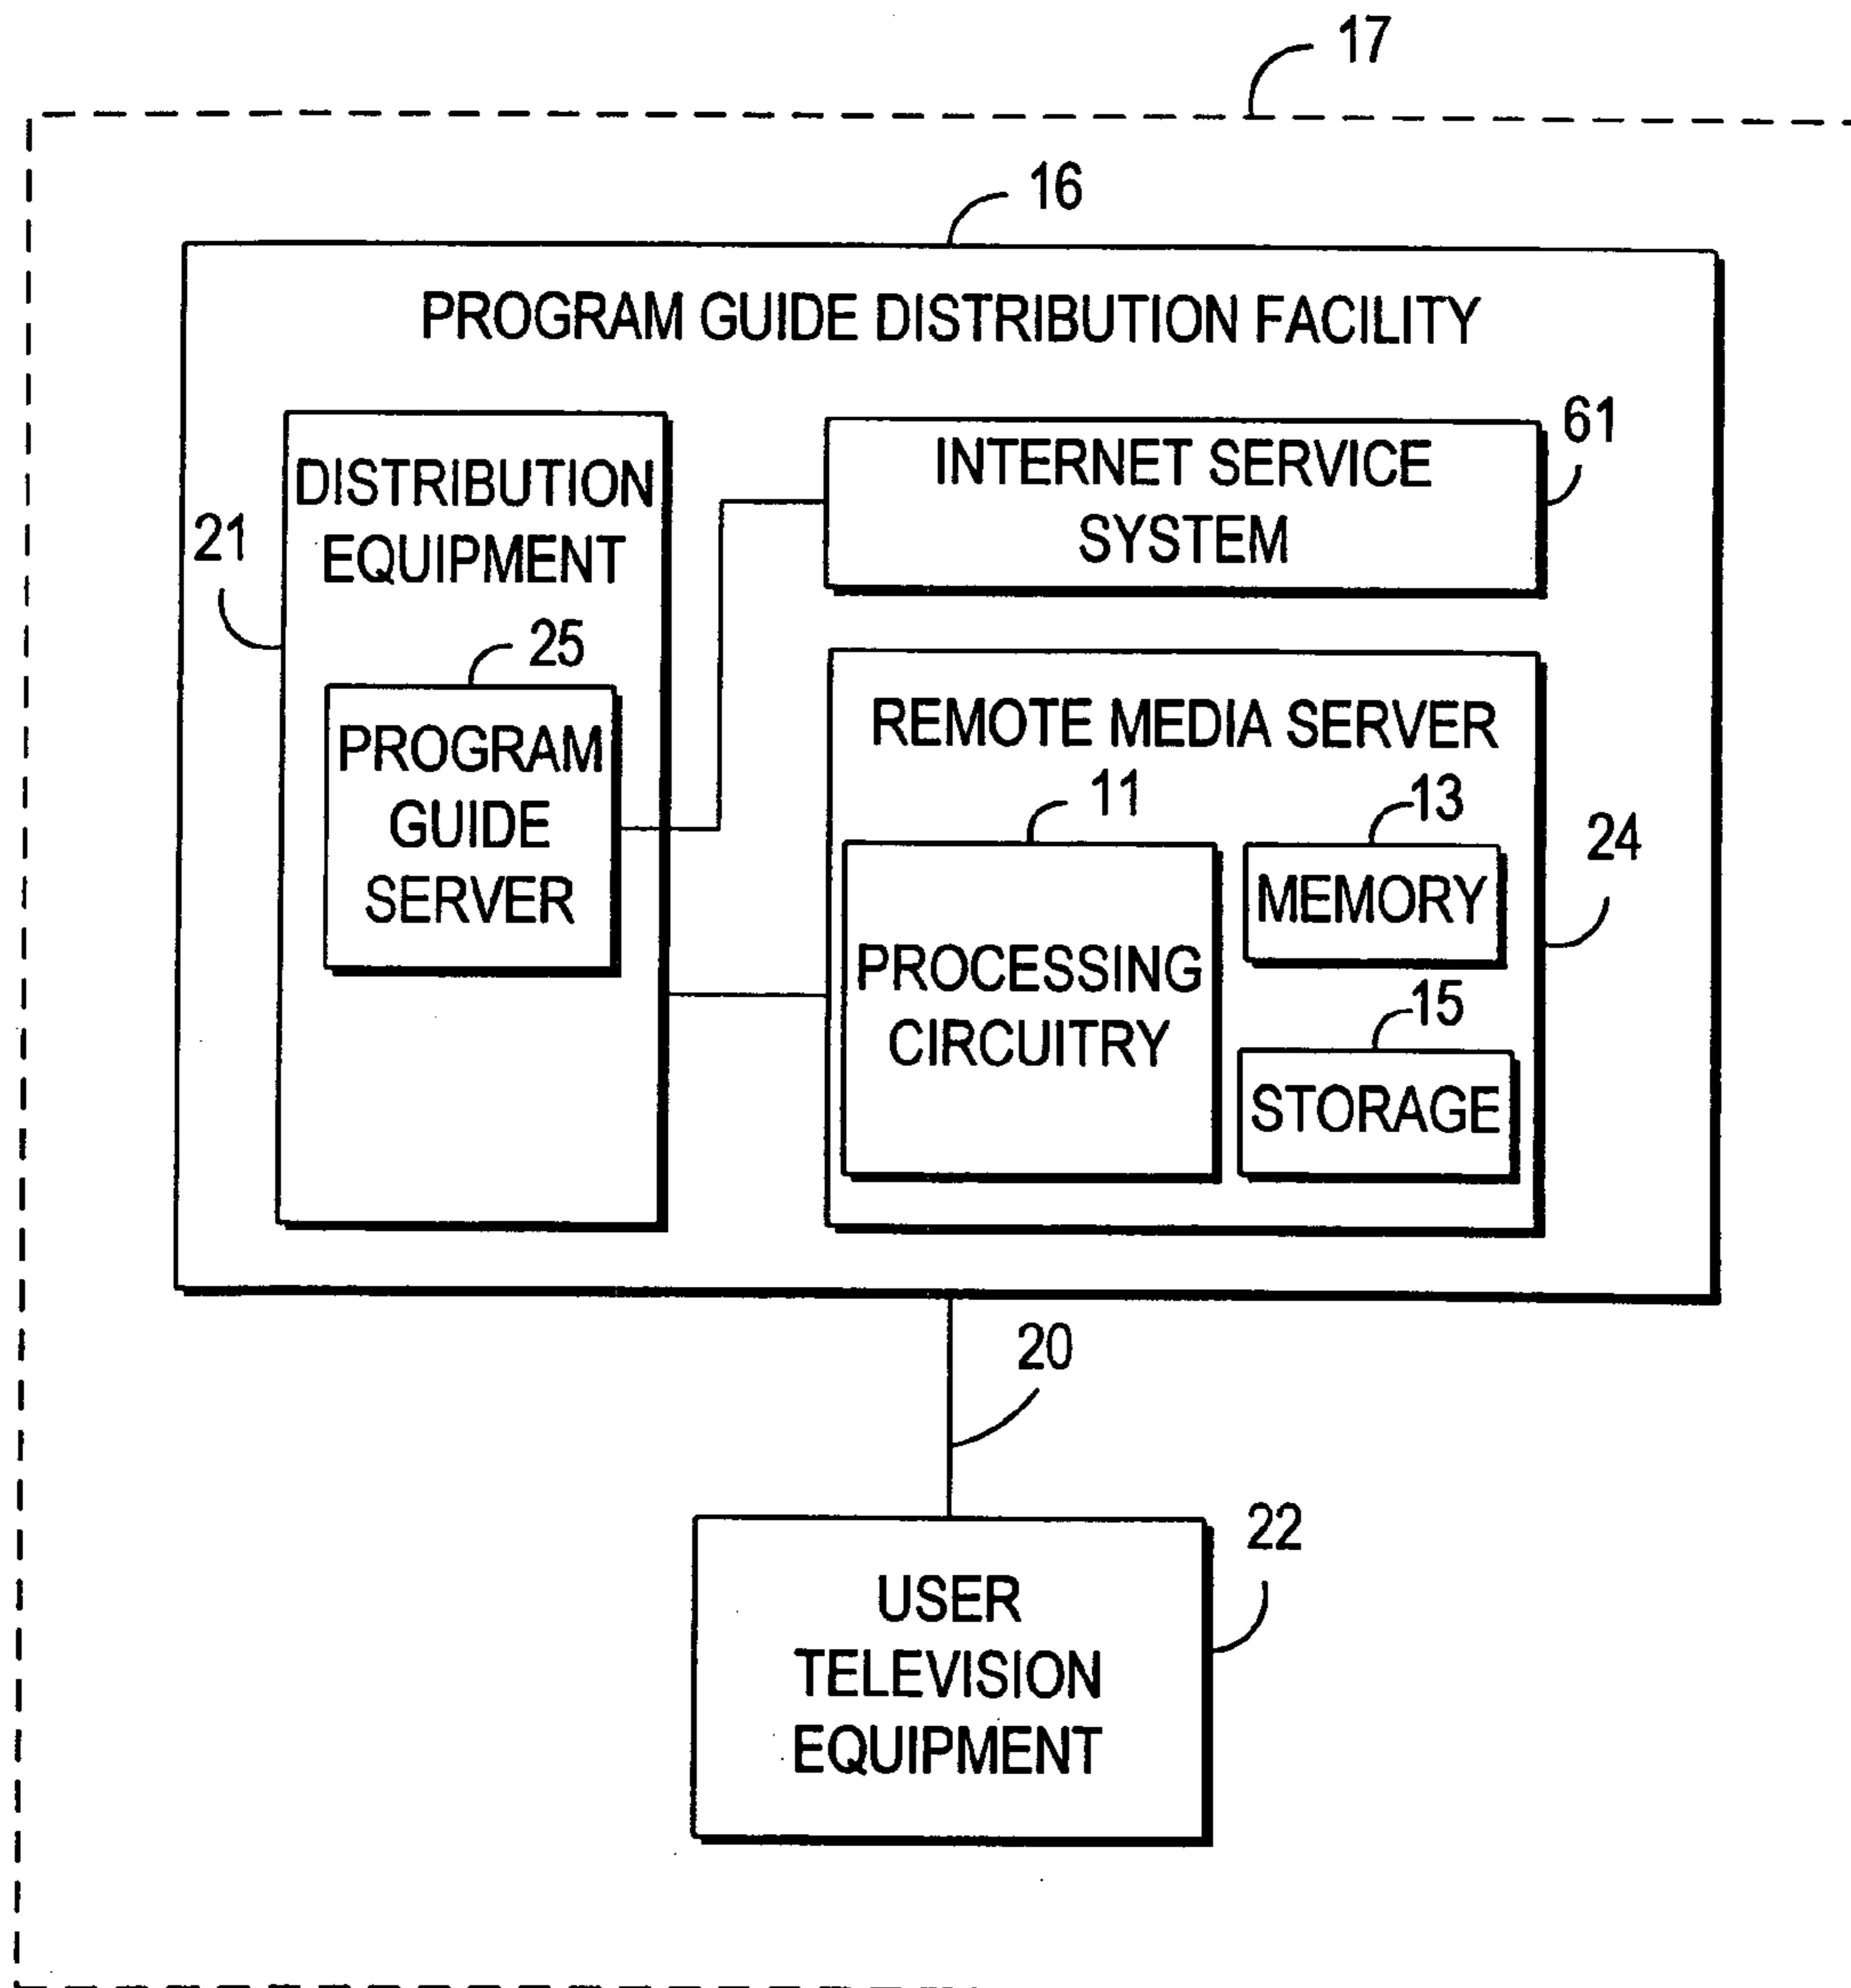 17
16
PROGRAM GUIDE DISTRIBUTION FACILITY
DISTRIBUTION
EQUIPMENT
21
25
PROGRAM
GUIDE
SERVER
INTERNET SERVICE
SYSTEM
61
REMOTE MEDIA SERVER
11
PROCESSING
CIRCUITRY
13
MEMORY
15
STORAGE
24
20
USER
TELEVISION
EQUIPMENT
22